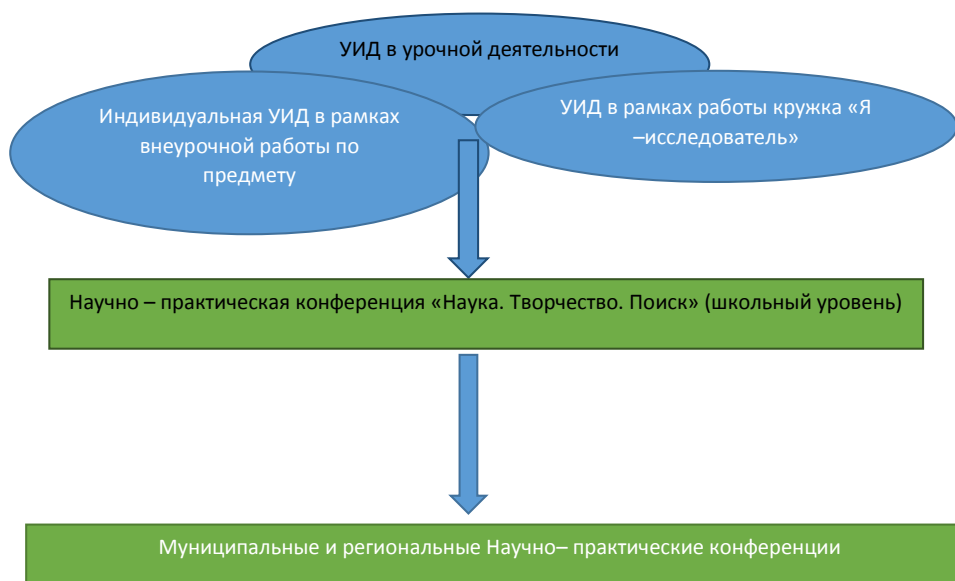 УИД в урочной деятельности
Индивидуальная УИД в рамках
внеурочной работы по
предмету
УИД в рамках работы кружка «Я
–исследователь»
Научно – практическая конференция «Наука. Творчество. Поиск» (школьный уровень)
Муниципальные и региональные Научно– практические конференции